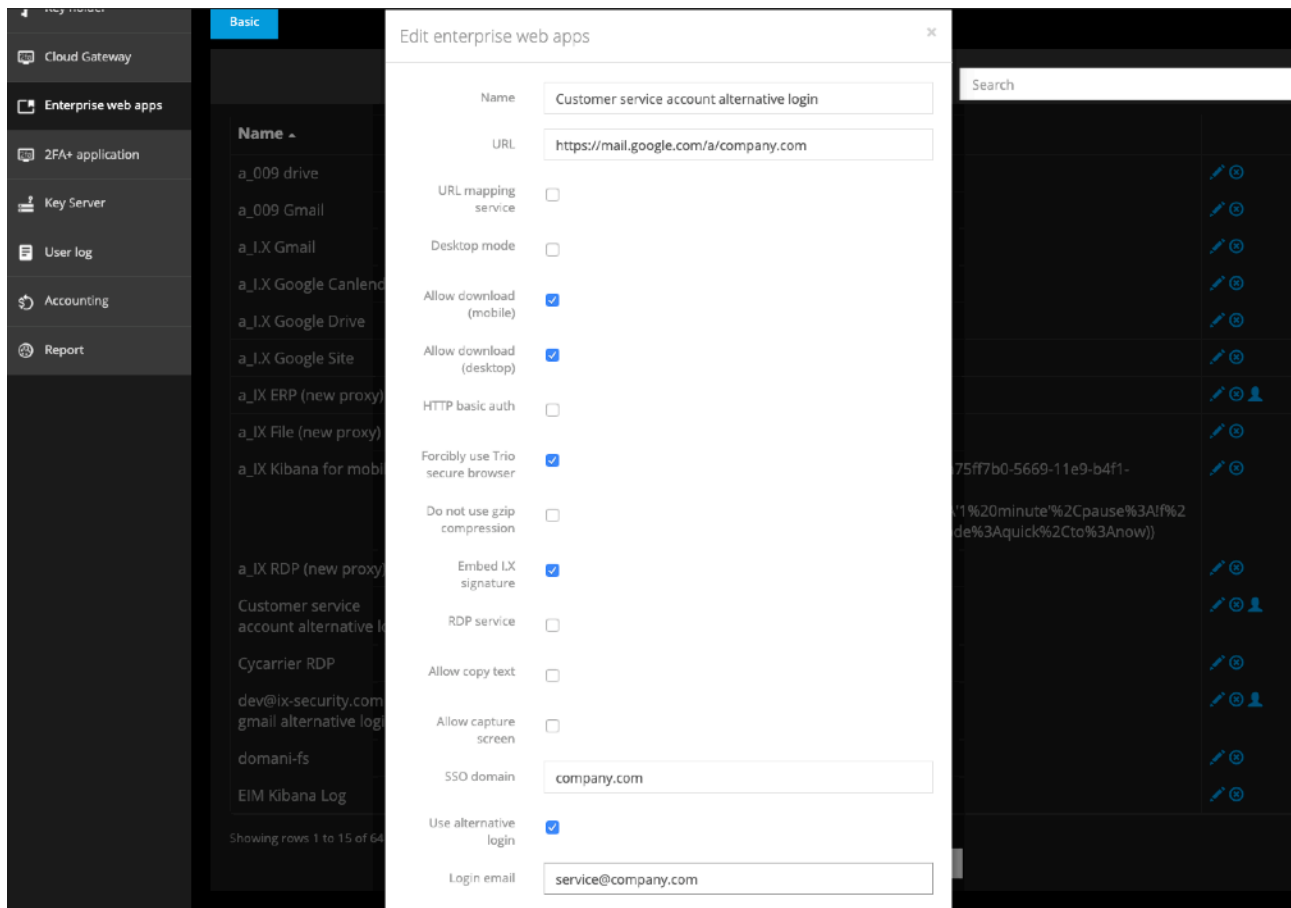 Key holder
Cloud Gateway
Enterprise web apps
2FA+ application
Key Server
User log
Accounting
Report
Basic
Search
Name
a_009 drive
a_009 Gmail
a_I.X Gmail
a_I.X Google Canlend
a_I.X Google Drive
a_I.X Google Site
a_IX ERP (new proxy)
a_IX File (new proxy)
a_IX Kibana for mobil
a75ff7b0-5669-11e9-b4f1-
'1%20minute'%2Cpause%3A!f%2
de%3Aquick%2Cto%3Anow))
a_IX RDP (new proxy)
Customer service
account alternative lo
Cycarrier RDP
dev@ix-security.com
gmail alternative logi
domani-fs
EIM Kibana Log
Showing rows 1 to 15 of 64
Edit enterprise web apps
×
Name
Customer service account alternative login
URL
https://mail.google.com/a/company.com
URL mapping
service
Desktop mode
Allow download
(mobile)
Allow download
(desktop)
HTTP basic auth
Forcibly use Trio
secure browser
Do not use gzip
compression
Embed I.X
signature
RDP service
Allow copy text
Allow capture
screen
SSO domain
company.com
Use alternative
login
Login email
service@company.com